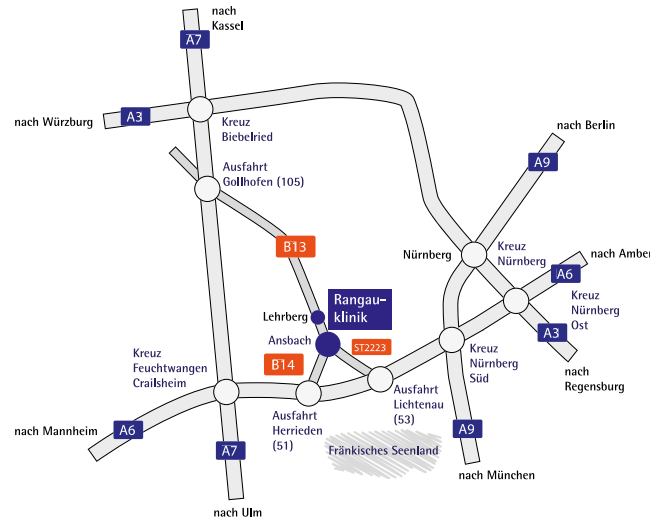 nach
Kassel
A7
nach Würzburg
A3
Kreuz
Biebelried
nach Berlin
A9
Ausfahrt
Gollhofen (105)
B13
Nürnberg
Kreuz
Nürnberg
nach Amber
A6
Rangau-
klinik
Lehrberg
Ansbach
ST2223
Kreuz
Nürnberg
Ost
A3
nach
Regensburg
Kreuz
Feuchtwangen
Crailsheim
B14
Kreuz
Nürnberg
Süd
Ausfahrt
Lichtenau
(53)
Ausfahrt
Herrieden
(51)
nach Mannheim
A6
A7
Fränkisches Seenland
A9
nach München
nach Ulm